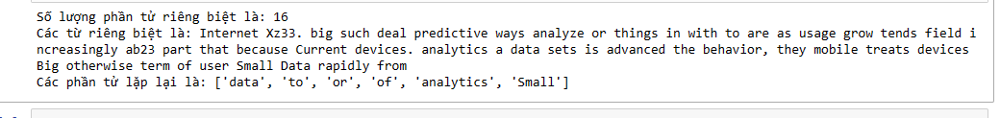 Số lượng phần tử riêng biệt là: 16
Các từ riêng biệt là: Internet Xz33. big such deal predictive ways analyze or things in with to are as usage grow tends field i
ncreasingly ab23 part that because Current devices. analytics a data sets is advanced the behavior, they mobile treats devices
Big otherwise term of user Small Data rapidly from
Các phần tử lặp lại là: ['data', 'to', 'or', 'of', 'analytics', 'Small']